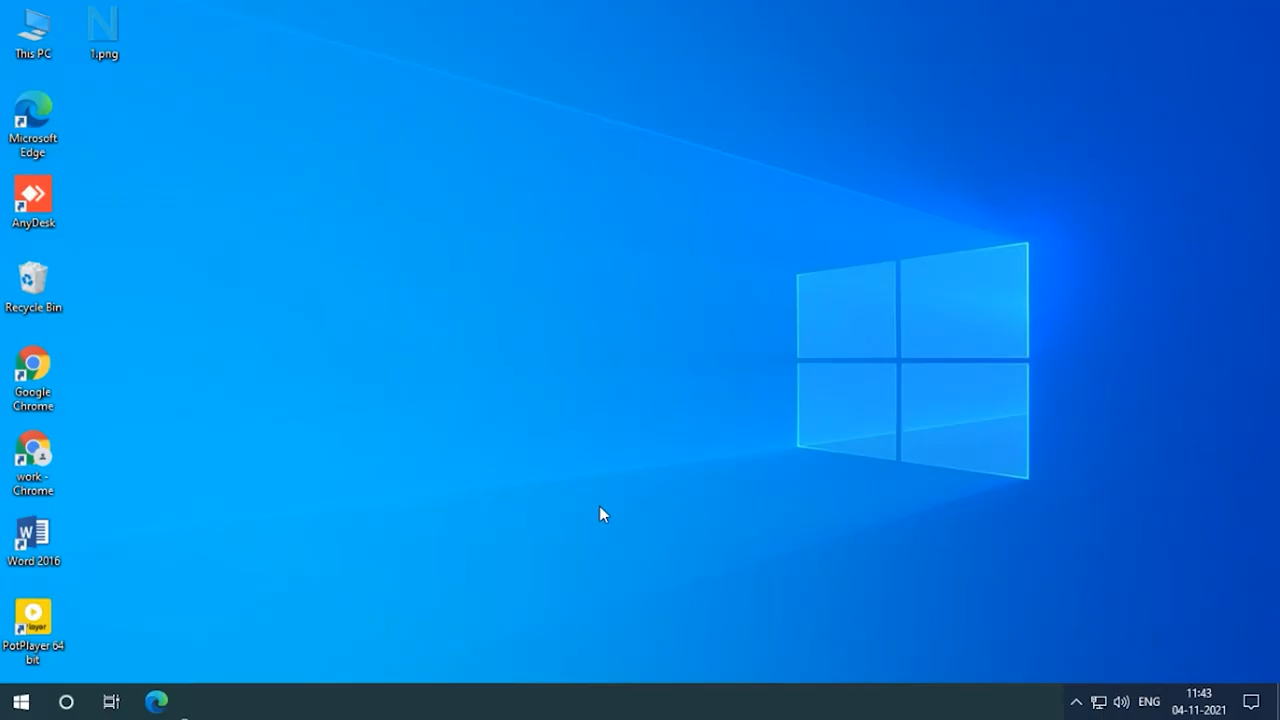 This PC
1.png
Microsoft
Edge
AnyDesk
Recycle Bin
Google
Chrome
work -
Chrome
Word 2016
PotPlayer 64
bit
ENG
11:43
04-11-2021